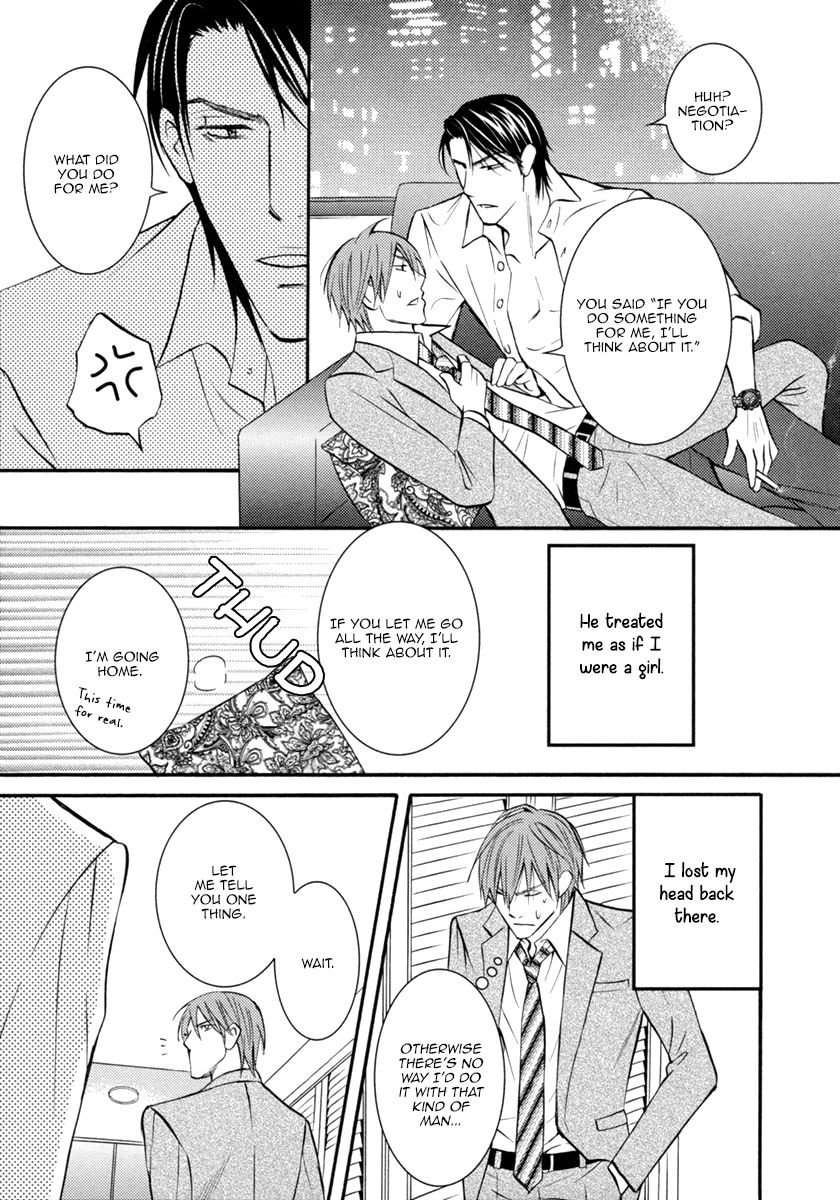 HUH?
NEGOTIA-
TION?
YOU SAID "IF YOU
DO SOMETHING
FOR ME, I'LL
THINK ABOUT IT."
WHAT DID
YOU DO
FOR ME?
He treated
me as if I
were a girl.
IF YOU LET ME GO
ALL THE WAY, I'LL
THINK ABOUT IT.
THUD
I'M GOING
HOME.
This time
for real.
I lost my
head back
there.
OTHERWISE
THERE'S NO
WAY I'D DO
IT WITH THAT
KIND OF
MAN...
WAIT.
LET
ME TELL
YOU ONE
THING.